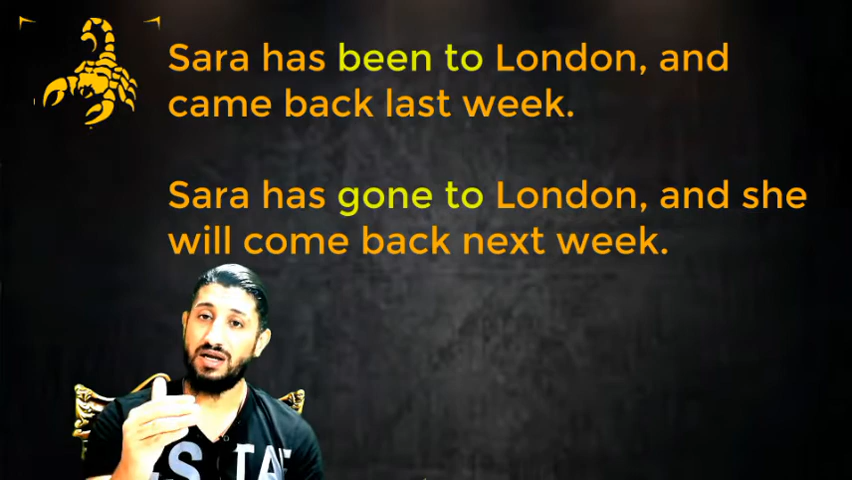 Sara has been to London, and
came back last week.
Sara has gone to London, and she
will come back next week.